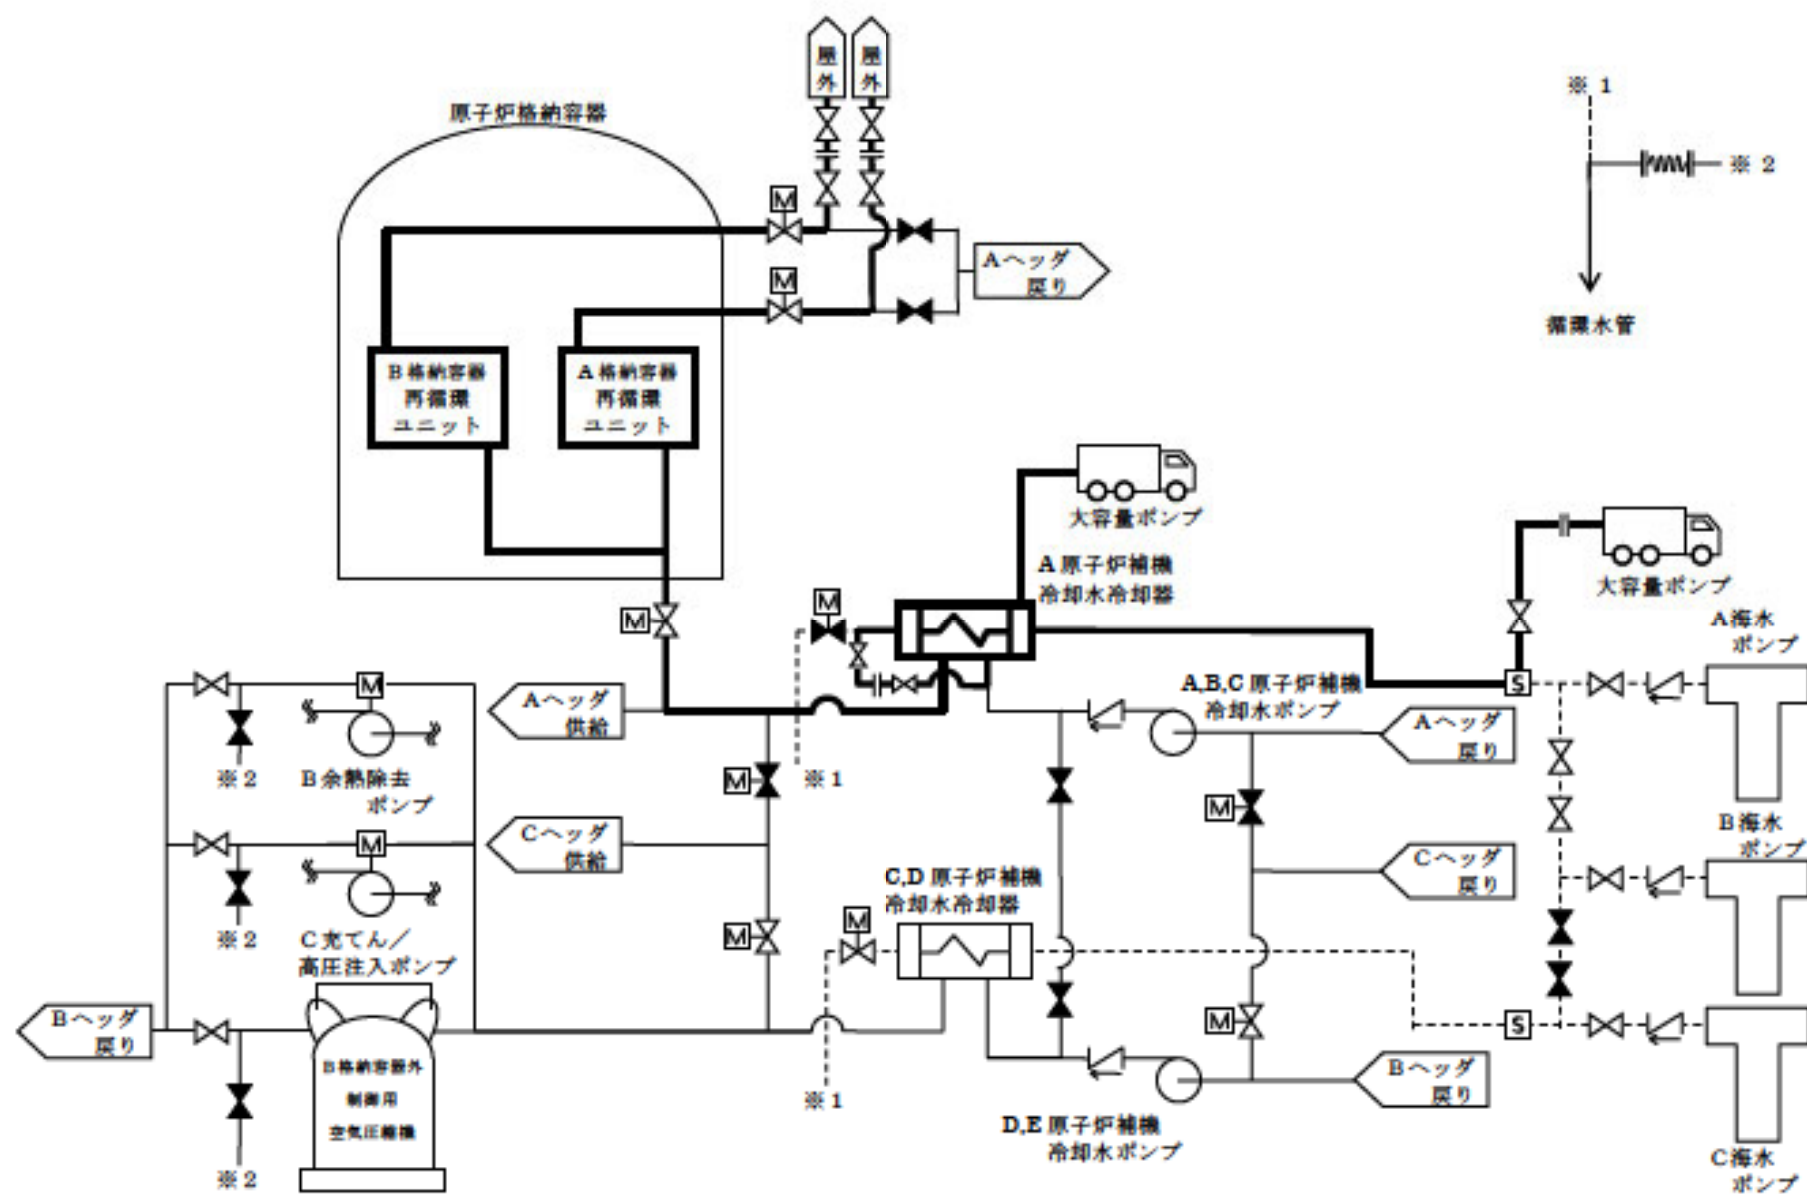 屋
外
屋
外
原子炉格納容器
※1
※2
循環水管
M
M
Aヘッダ
戻り
B格納容器
再循環
ユニット
A格納容器
再循環
ユニット
大容量ポンプ
大容量ポンプ
A原子炉補機
冷却水冷却器
M
M
A海水
ポンプ
S
M
Aヘッダ
供給
A,B,C原子炉補機
冷却水ポンプ
Aヘッダ
戻り
※2
B余熱除去
ポンプ
M
※1
M
B海水
ポンプ
M
Cヘッダ
供給
Cヘッダ
戻り
C,D原子炉補機
冷却水冷却器
※2
C充てん/
高圧注入ポンプ
M
M
Bヘッダ
戻り
M
S
B格納容器外
制御用
空気圧縮機
※1
Bヘッダ
戻り
D,E原子炉補機
冷却水ポンプ
※2
C海水
ポンプ